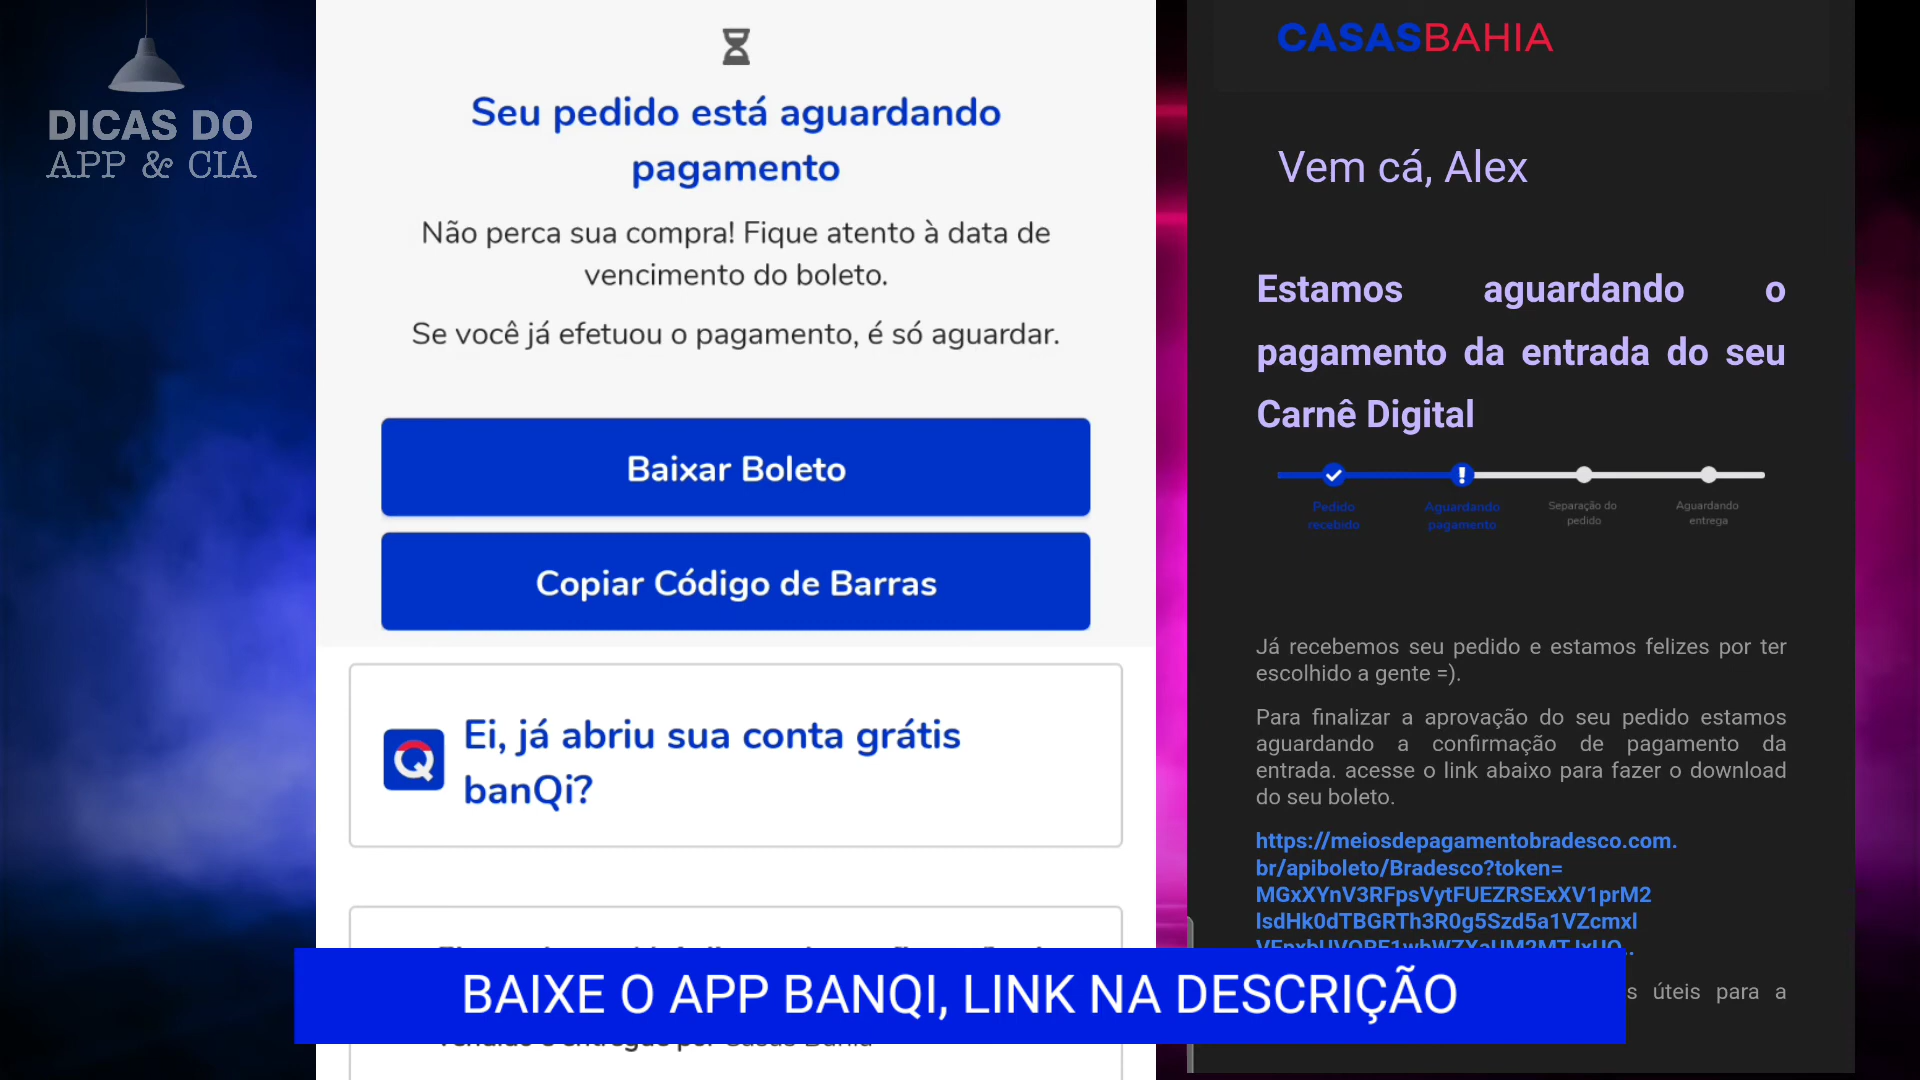 DICAS DO
APP & CIA
Seu pedido está aguardando
pagamento
Não perca sua compra! Fique atento à data de
vencimento do boleto.
Se você já efetuou o pagamento, é só aguardar.
Baixar Boleto
Copiar Código de Barras
Ei, já abriu sua conta grátis
banQi?
CASASBAHIA
Vem cá, Alex
Estamos aguardando o
pagamento da entrada do seu
Carnê Digital
Pedido
recebido
Aguardando
pagamento
Separação do
pedido
Aguardando
entrega
Já recebemos seu pedido e estamos felizes por ter
escolhido a gente =).
Para finalizar a aprovação do seu pedido estamos
aguardando a confirmação de pagamento da
entrada. acesse o link abaixo para fazer o download
do seu boleto.
https://meiosdepagamentobradesco.com.
br/apiboleto/Bradesco?token=
MGxXYnV3RFpsVytFUEZRSExXV1prM2
lsdHk0dTBGRTh3R0g5Szd5a1VZcmxl
s úteis para a
BAIXE O APP BANQI, LINK NA DESCRIÇÃO